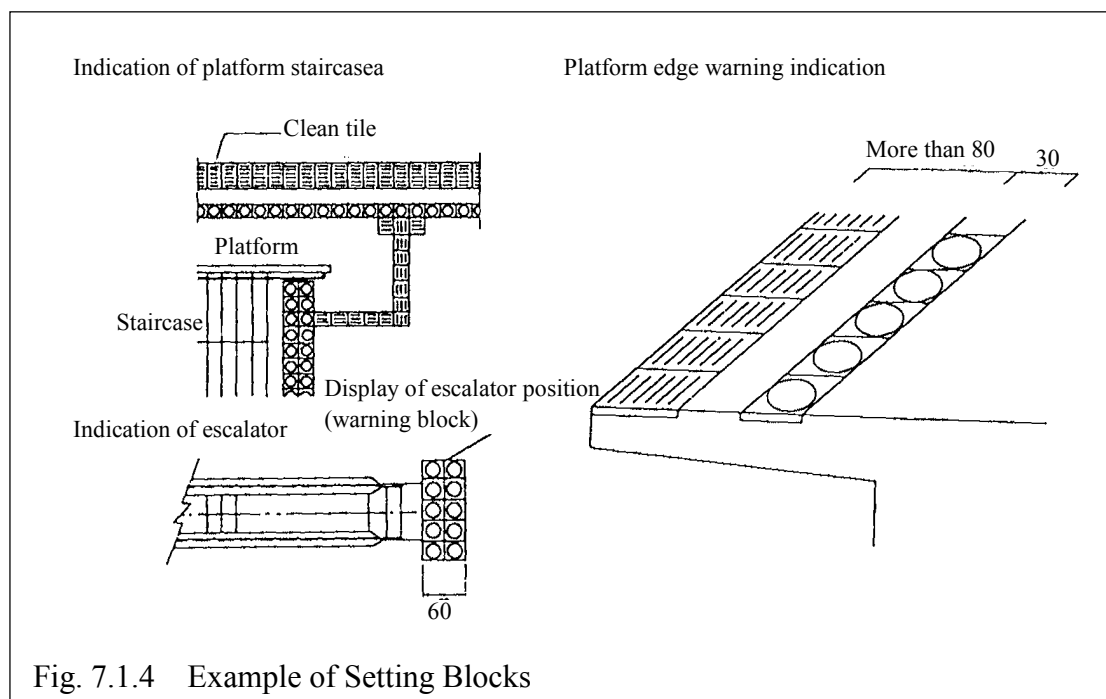 Indication of platform staircasea
Platform edge warning indication
Clean tile
More than 80
30
Platform
Staircase
Display of escalator position
(warning block)
Indication of escalator
60
Fig. 7.1.4 Example of Setting Blocks